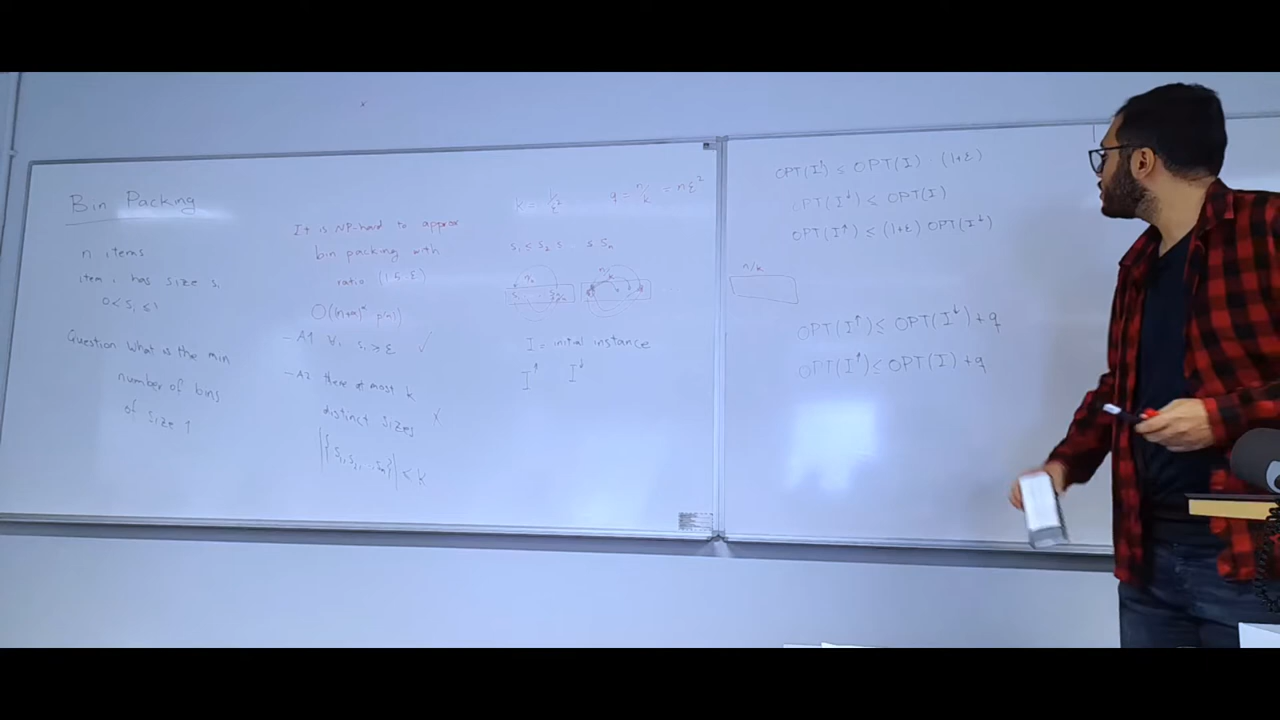 Bin Packing
n items
item i has size sᵢ
0 < sᵢ ≤ 1
Question what is the min
number of bins
of size 1
It is NP-hard to approx
bin packing with
ratio (1.5-ε)
- A1 ∀i sᵢ ≥ ε ✓
- A2 there at most k
distinct sizes X
|{s₁, s₂, ..., sₙ}| ≤ k
k = 1/ε²
q = n/k = nε²
s₁ ≤ s₂ ≤ ... ≤ sₙ
n/k
I = initial instance
I↑ I↓
n/k
OPT(I↑) ≤ OPT(I) · (1+ε)
OPT(I↓) ≤ OPT(I)
OPT(I↑) ≤ (1+ε) OPT(I↓)
OPT(I↑) ≤ OPT(I↓) + q
OPT(I↑) ≤ OPT(I) + q